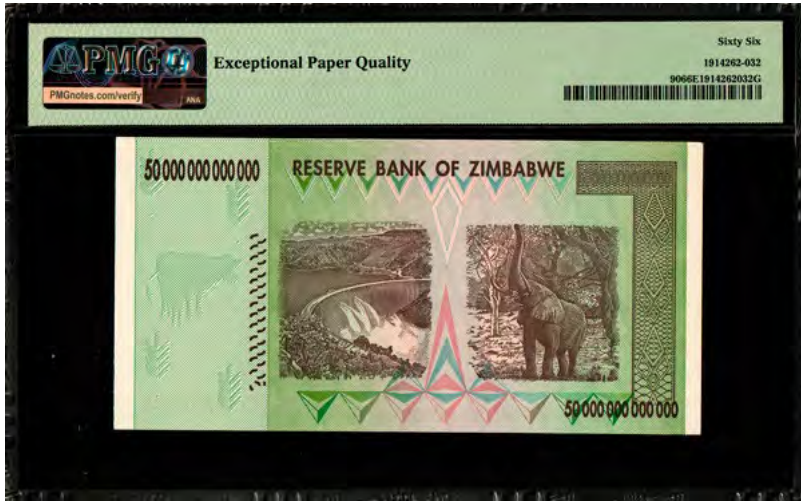 PMG
PMGnotes.com/verify
ANA
Exceptional Paper Quality
Sixty Six
1914262-032
9066E1914262032G
50 000 000 000 000
RESERVE BANK OF ZIMBABWE
50 000 000 000 000